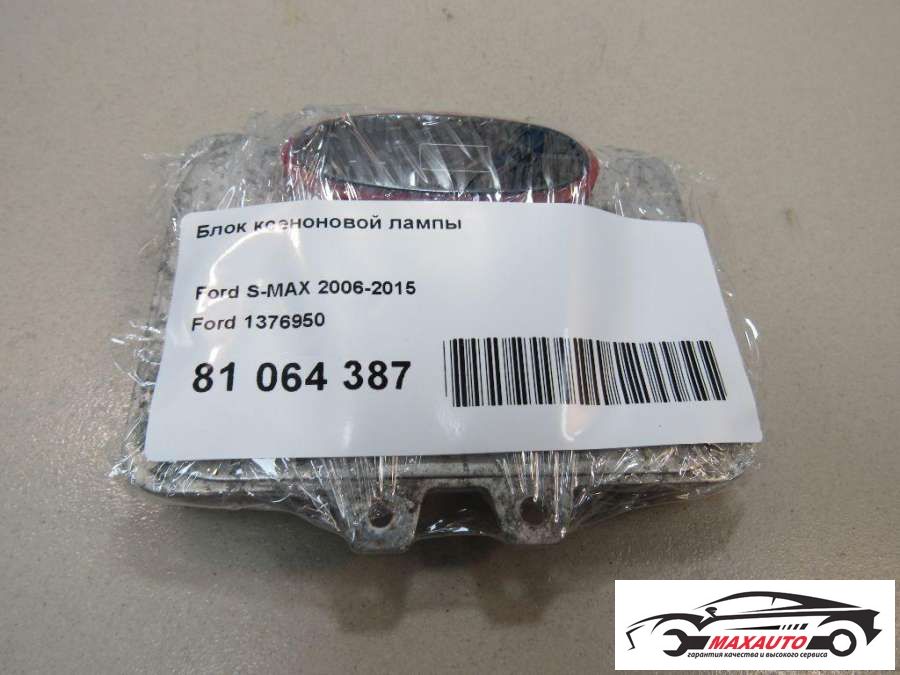 Блок ксеноновой лампы
Ford S-MAX 2006-2015
Ford 1376950
81 064 387
MAXAUTO
гарантия качества и высокого сервиса